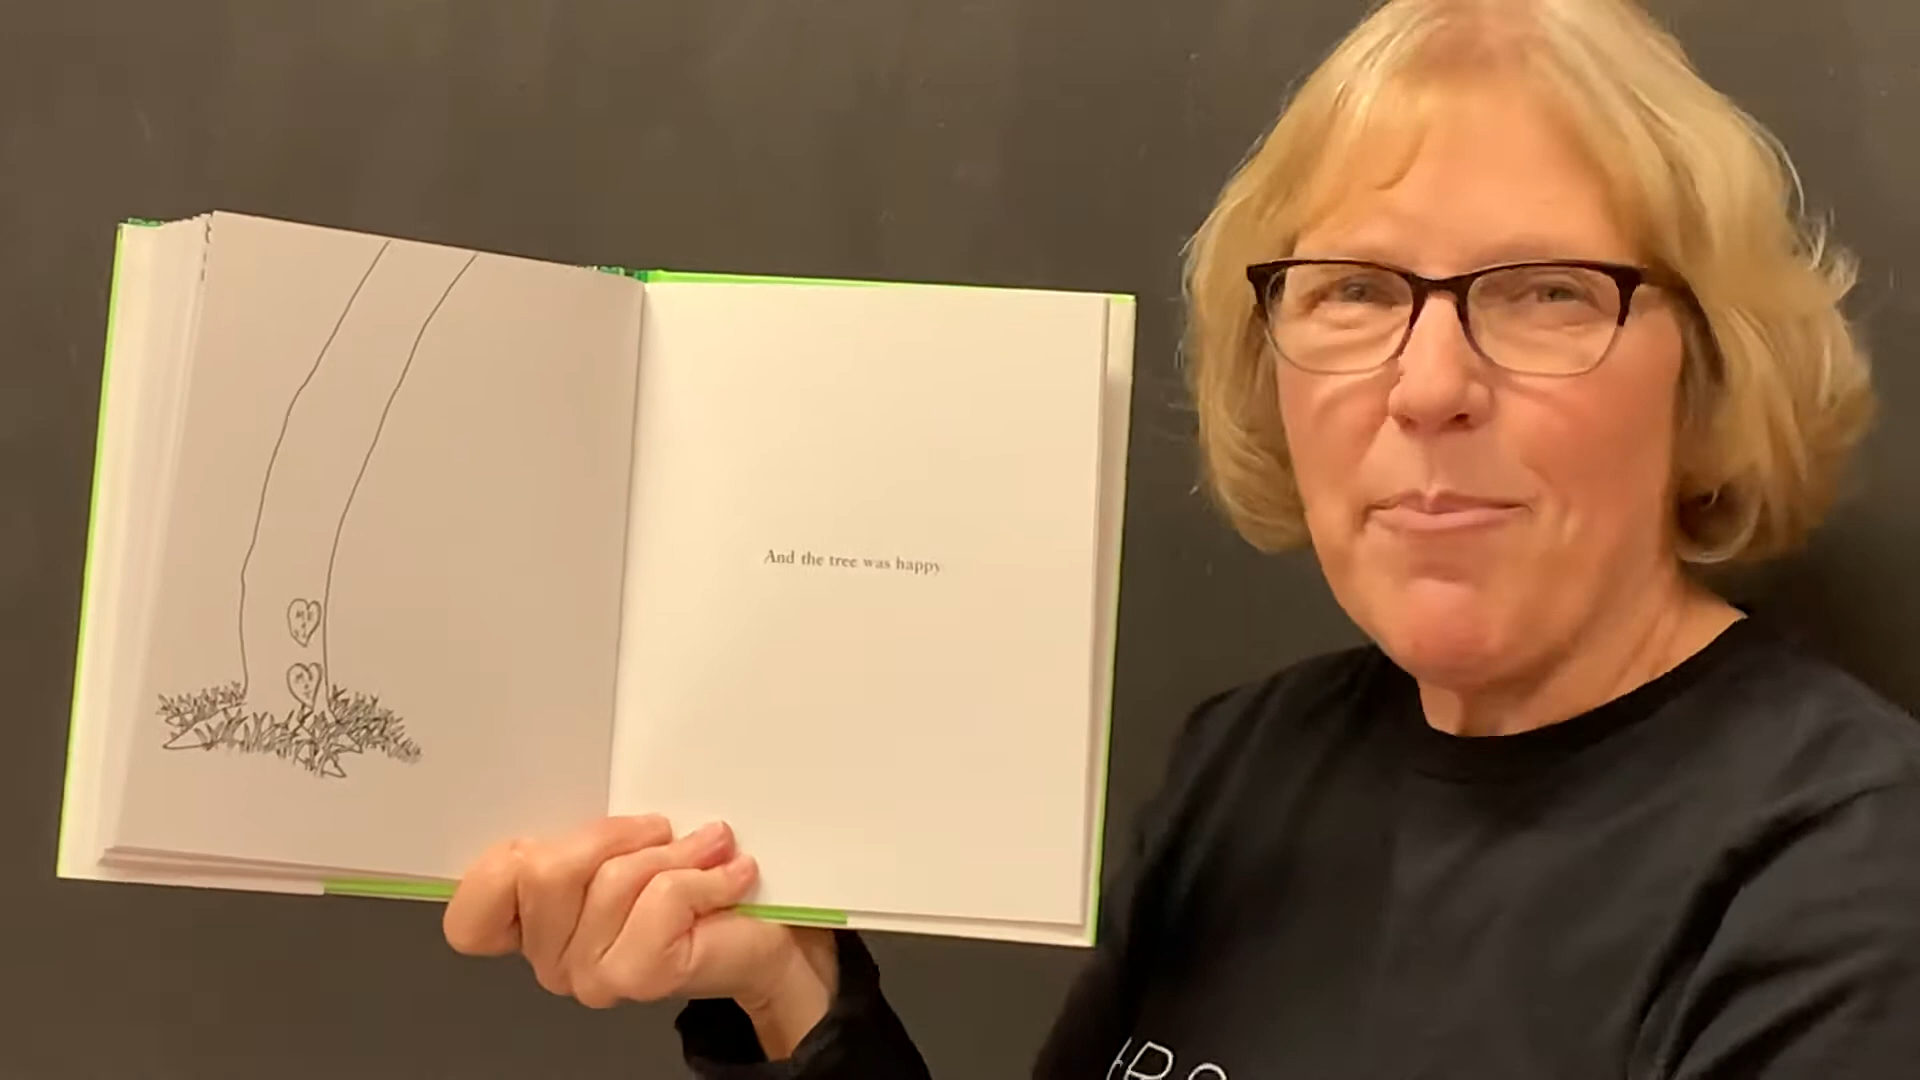 M.E.
And the tree was happy